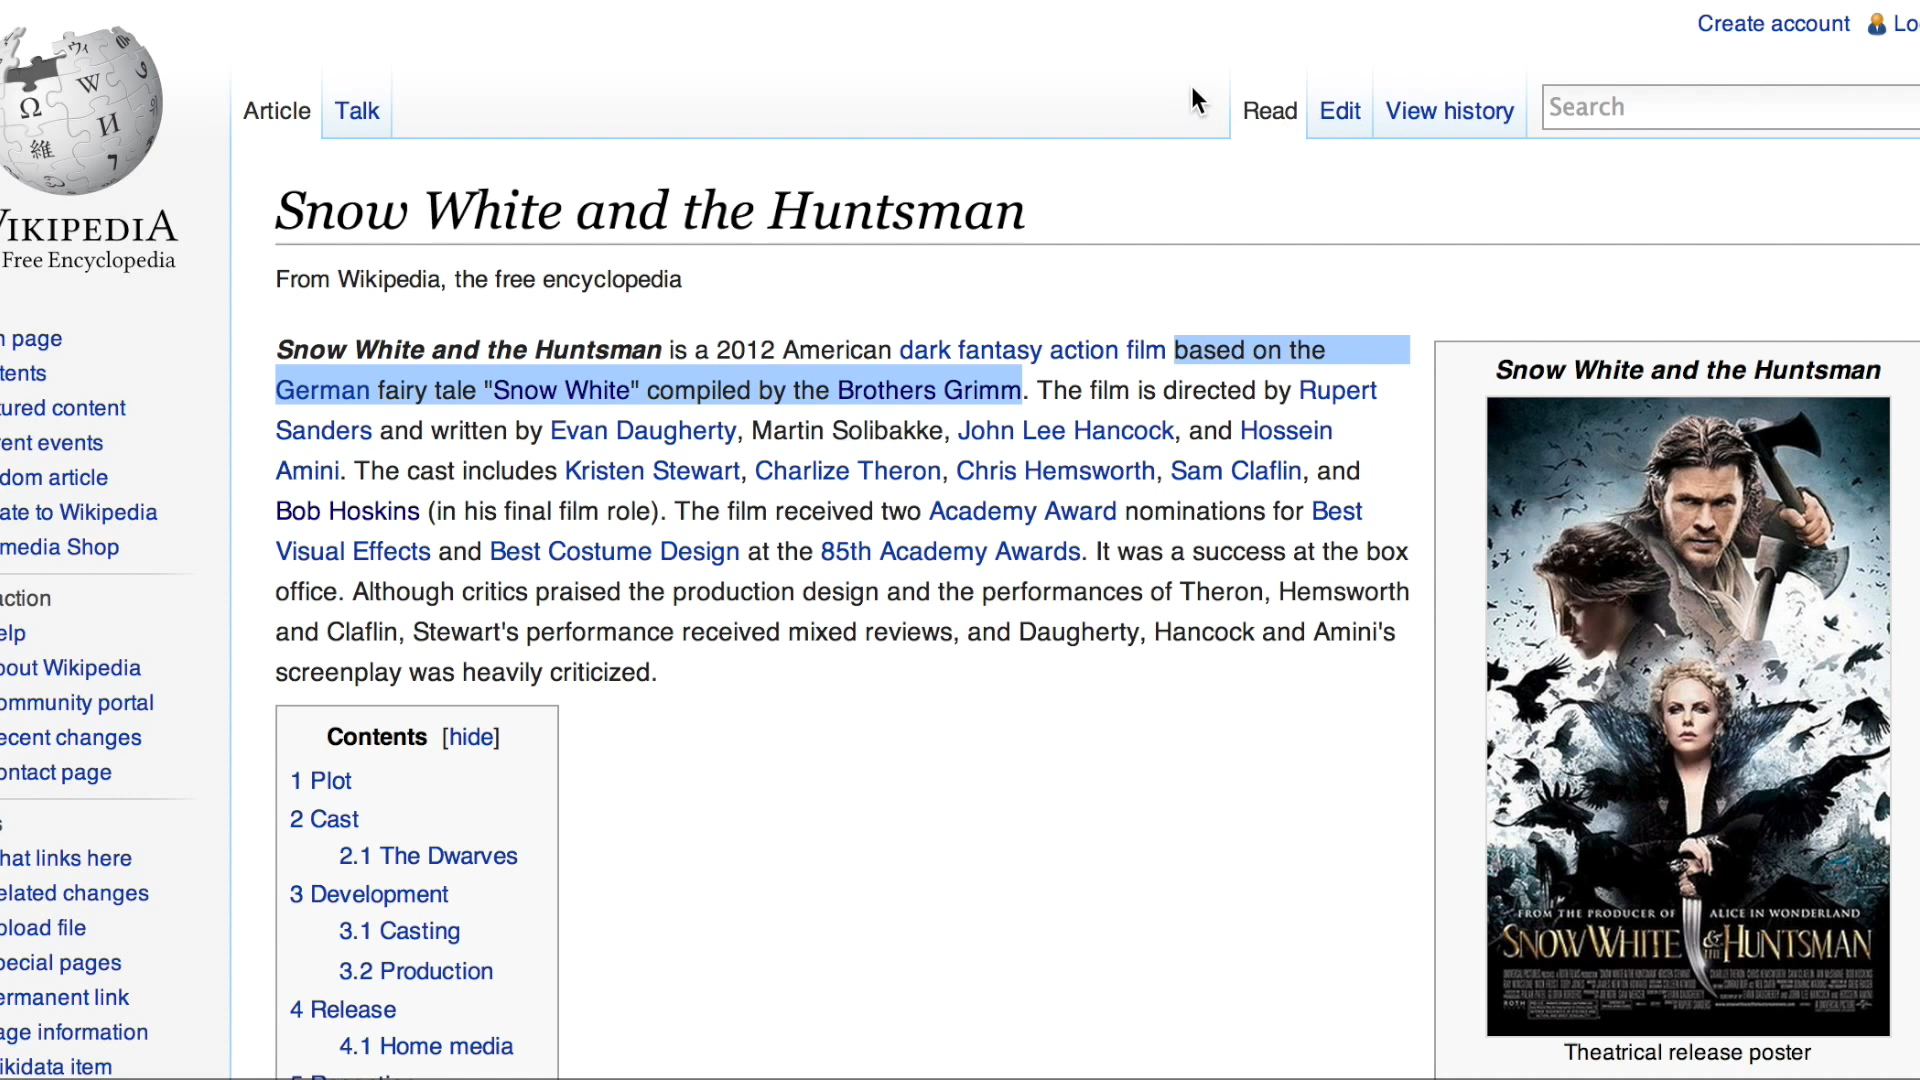 Create account Lo
Article Talk Read Edit View history Search
WIKIPEDIA
Free Encyclopedia
Snow White and the Huntsman
From Wikipedia, the free encyclopedia
Snow White and the Huntsman is a 2012 American dark fantasy action film based on the
German fairy tale "Snow White" compiled by the Brothers Grimm. The film is directed by Rupert
Sanders and written by Evan Daugherty, Martin Solibakke, John Lee Hancock, and Hossein
Amini. The cast includes Kristen Stewart, Charlize Theron, Chris Hemsworth, Sam Claflin, and
Bob Hoskins (in his final film role). The film received two Academy Award nominations for Best
Visual Effects and Best Costume Design at the 85th Academy Awards. It was a success at the box
office. Although critics praised the production design and the performances of Theron, Hemsworth
and Claflin, Stewart's performance received mixed reviews, and Daugherty, Hancock and Amini's
screenplay was heavily criticized.
Contents [hide]
1 Plot
2 Cast
2.1 The Dwarves
3 Development
3.1 Casting
3.2 Production
4 Release
4.1 Home media
n page
tents
ured content
ent events
dom article
ate to Wikipedia
media Shop
action
elp
bout Wikipedia
ommunity portal
ecent changes
ontact page
s
hat links here
elated changes
pload file
pecial pages
ermanent link
age information
ikidata item
Snow White and the Huntsman
FROM THE PRODUCER OF ALICE IN WONDERLAND
SNOW WHITE & THE HUNTSMAN
Theatrical release poster